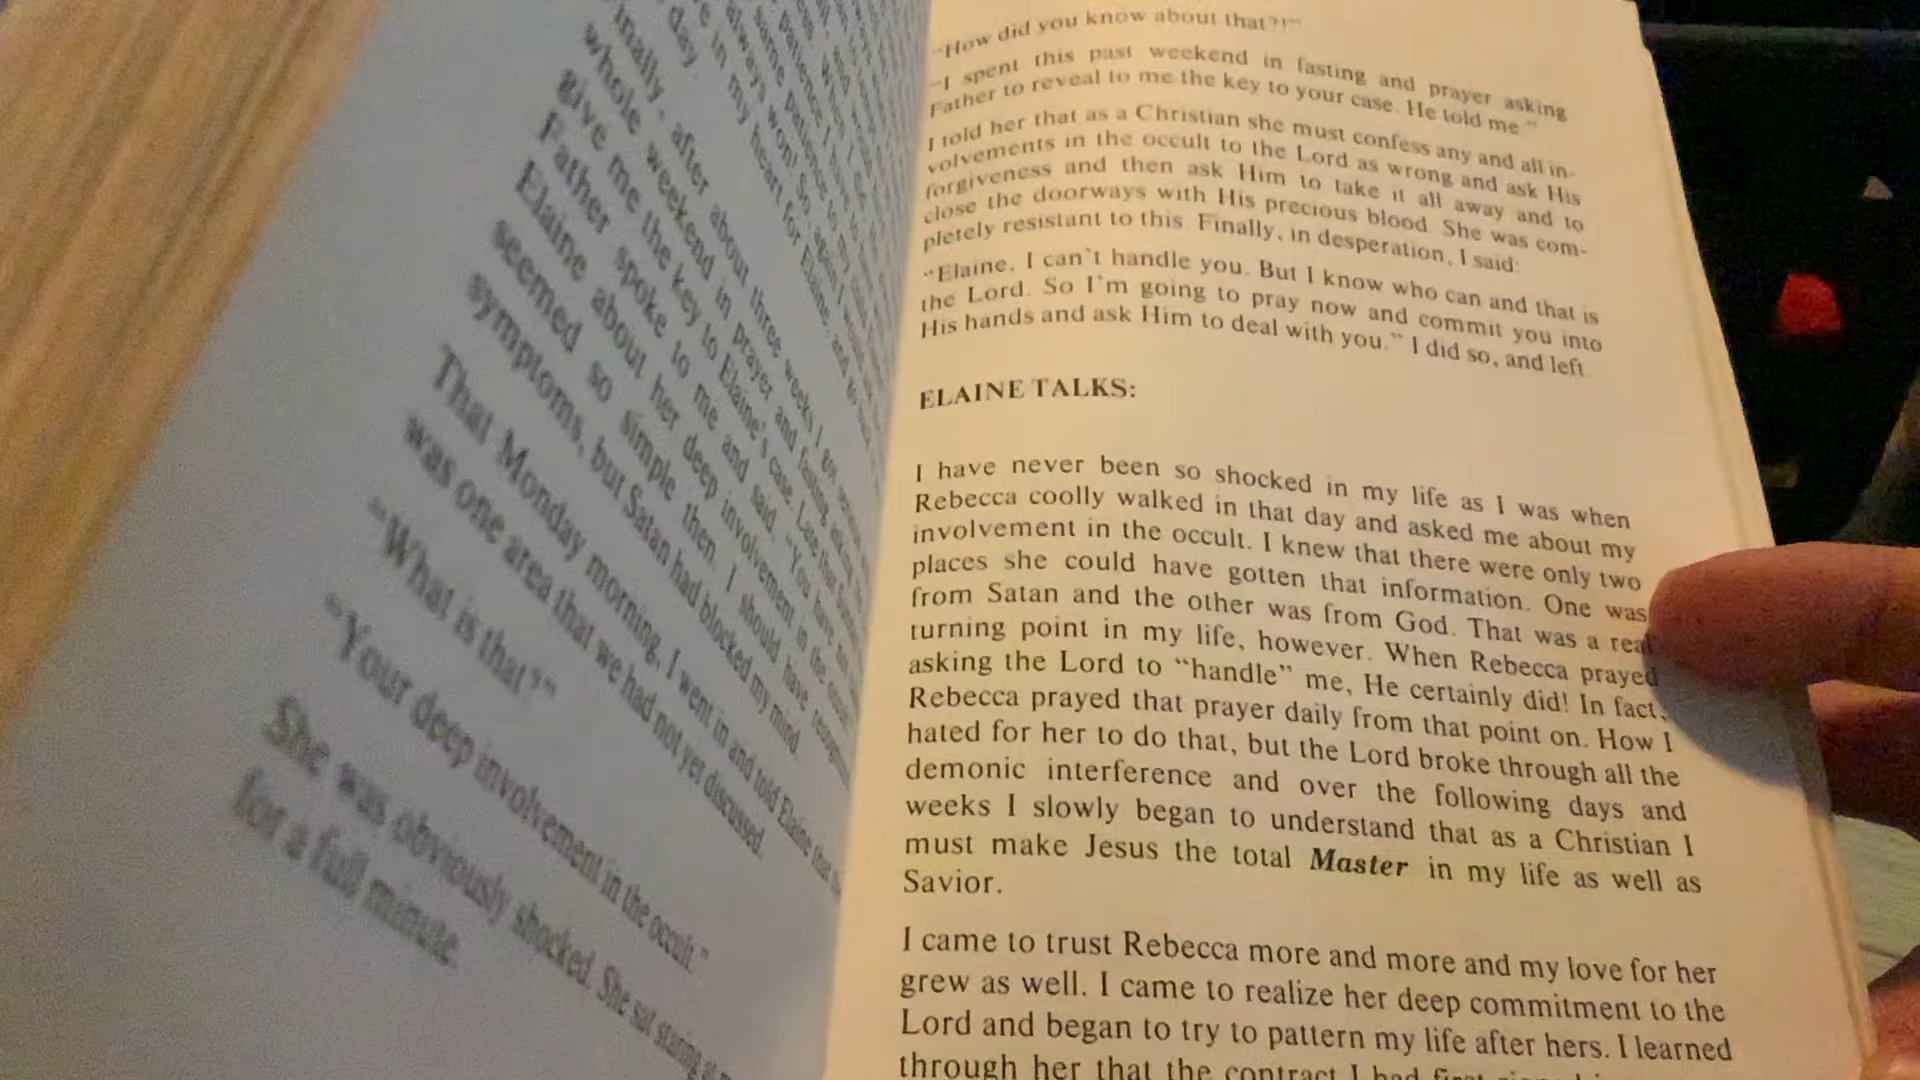 day.
inally, after about three weeks I
whole weekend in prayer and fasting,
give me the key to Elaine's case. Late that
Father spoke to me and said, "You have
Elaine about her deep involvement in the occult
seemed so simple then. I should have
symptoms, but Satan had blocked my mind.
That Monday morning, I went in and told Elaine that
was one area that we had not yet discussed.
"What is that?"
"Your deep involvement in the occult."
She was obviously shocked. She sat staring at
for a full minute.
"How did you know about that?!"
"I spent this past weekend in fasting and prayer asking
Father to reveal to me the key to your case. He told me."
I told her that as a Christian she must confess any and all in-
volvements in the occult to the Lord as wrong and ask His
forgiveness and then ask Him to take it all away and to
close the doorways with His precious blood. She was com-
pletely resistant to this. Finally, in desperation, I said:
"Elaine, I can't handle you. But I know who can and that is
the Lord. So I'm going to pray now and commit you into
His hands and ask Him to deal with you." I did so, and left.
ELAINE TALKS:
I have never been so shocked in my life as I was when
Rebecca coolly walked in that day and asked me about my
involvement in the occult. I knew that there were only two
places she could have gotten that information. One was
from Satan and the other was from God. That was a real
turning point in my life, however. When Rebecca prayed
asking the Lord to "handle" me, He certainly did! In fact,
Rebecca prayed that prayer daily from that point on. How I
hated for her to do that, but the Lord broke through all the
demonic interference and over the following days and
weeks I slowly began to understand that as a Christian I
must make Jesus the total Master in my life as well as
Savior.
I came to trust Rebecca more and more and my love for her
grew as well. I came to realize her deep commitment to the
Lord and began to try to pattern my life after hers. I learned
through her that the contract I had first signed